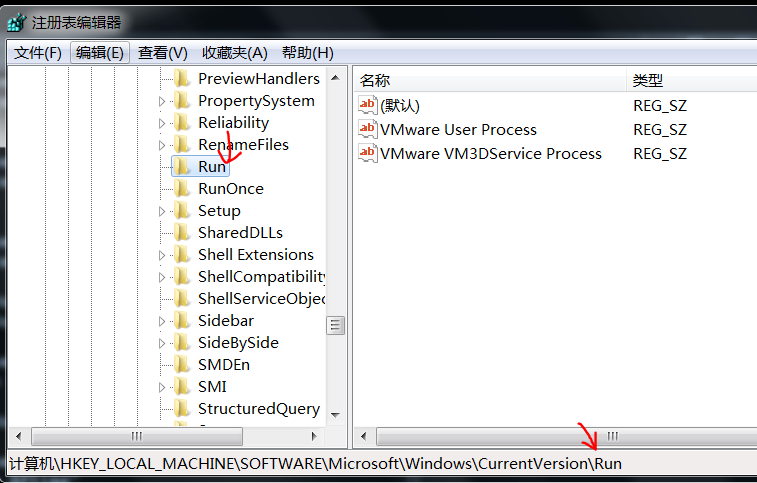 注册表编辑器
文件(F) 编辑(E) 查看(V) 收藏夹(A) 帮助(H)
PreviewHandlers
PropertySystem
Reliability
RenameFiles
Run
RunOnce
Setup
SharedDLLs
Shell Extensions
ShellCompatibility
ShellServiceObjec
Sidebar
SideBySide
SMDEn
SMI
StructuredQuery
名称 类型
ab (默认) REG_SZ
ab VMware User Process REG_SZ
ab VMware VM3DService Process REG_SZ
计算机\HKEY_LOCAL_MACHINE\SOFTWARE\Microsoft\Windows\CurrentVersion\Run